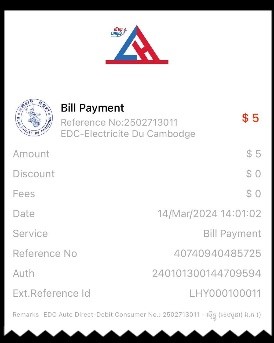 Bill Payment
Reference No:2502713011
EDC-Electricite Du Cambodge
$ 5
Amount $ 5
Discount $ 0
Fees $ 0
Date 14/Mar/2024 14:01:02
Service Bill Payment
Reference No 40740940485725
Auth 240101300144709594
Ext.Reference Id LHY000100011
Remarks EDC Auto Direct-Debit Consumer No.: 2502713011 -